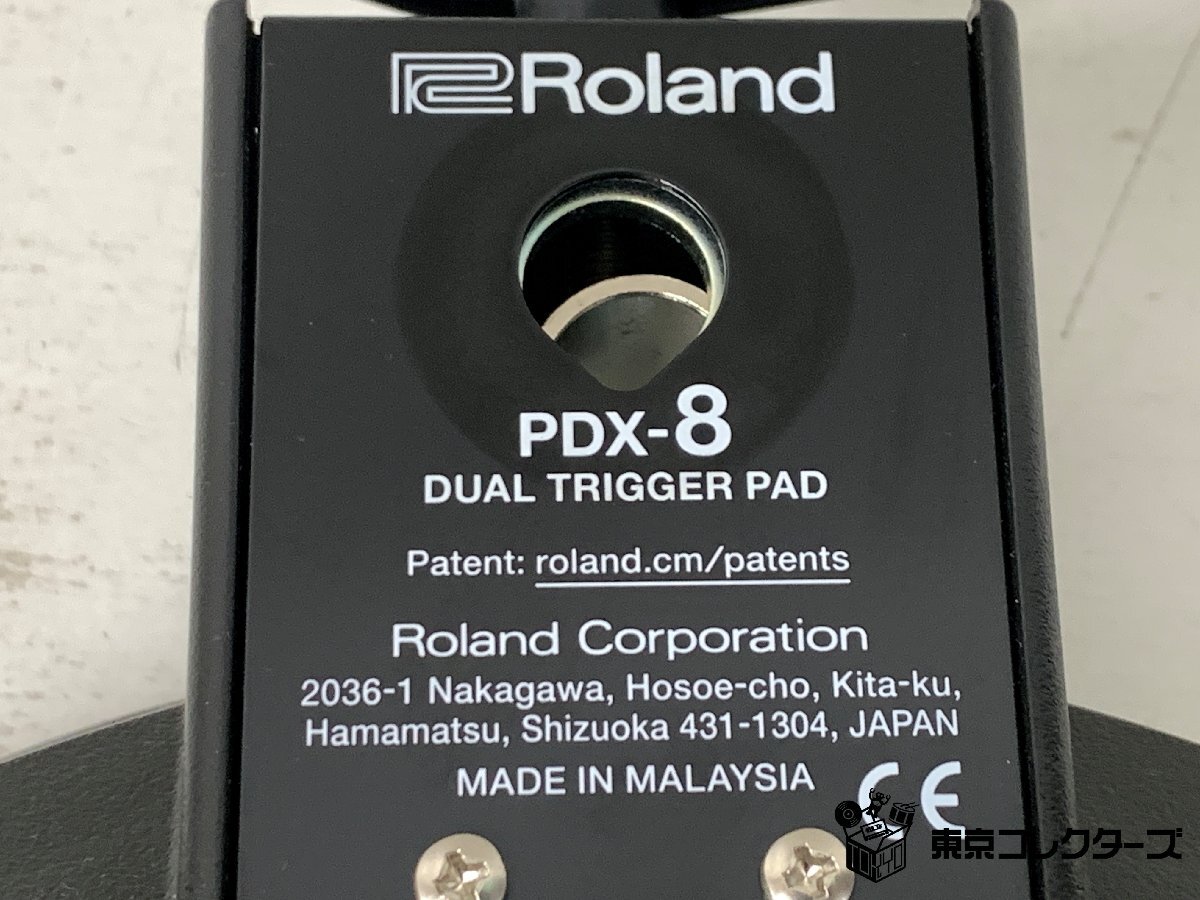 Roland
PDX-8
DUAL TRIGGER PAD
Patent: roland.cm/patents
Roland Corporation
2036-1 Nakagawa, Hosoe-cho, Kita-ku,
Hamamatsu, Shizuoka 431-1304, JAPAN
MADE IN MALAYSIA
CE
TOKYO
東京コレクターズ